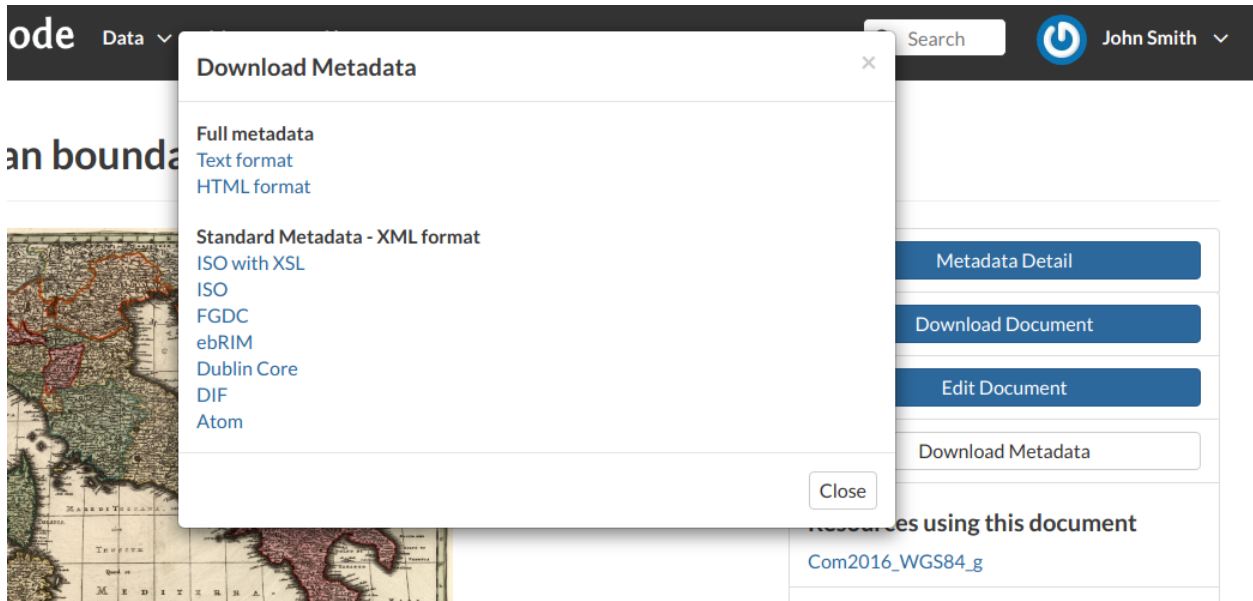 ode Data Search John Smith
Download Metadata ×
an bounda
Full metadata
Text format
HTML format
Standard Metadata - XML format
ISO with XSL
ISO
FGDC
ebRIM
Dublin Core
DIF
Atom
Close
Metadata Detail
Download Document
Edit Document
Download Metadata
Resources using this document
Com2016_WGS84_g